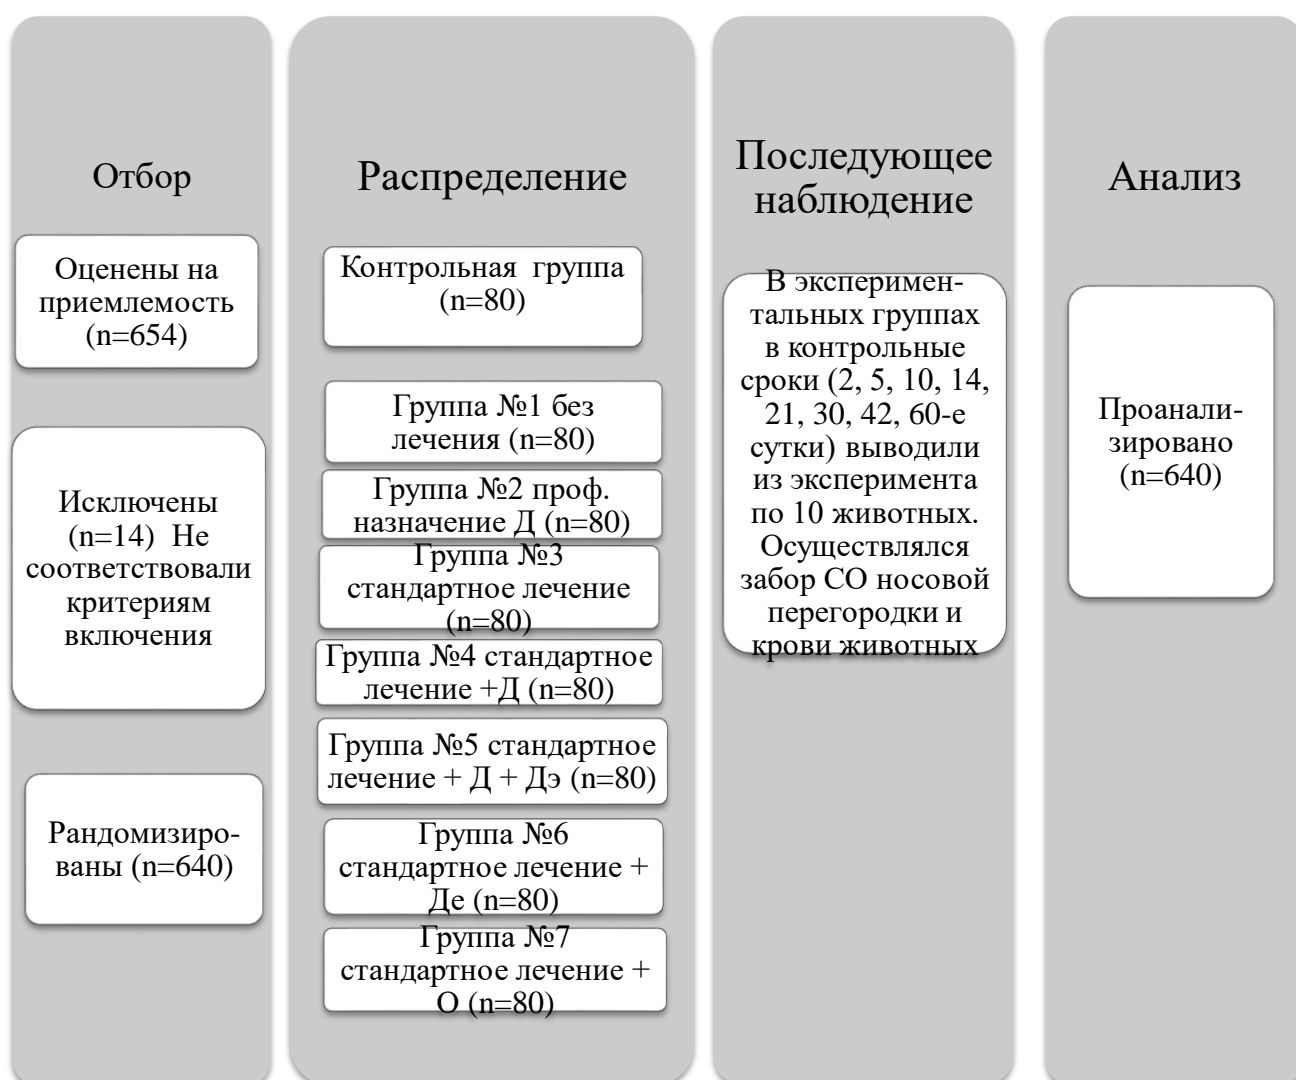 Отбор
Оценены на
приемлемость
(n=654)
Исключены
(n=14) Не
соответствовали
критериям
включения
Рандомизиро-
ваны (n=640)
Распределение
Контрольная группа
(n=80)
Группа №1 без
лечения (n=80)
Группа №2 проф.
назначение Д (n=80)
Группа №3
стандартное лечение
(n=80)
Группа №4 стандартное
лечение +Д (n=80)
Группа №5 стандартное
лечение + Д + Дэ (n=80)
Группа №6
стандартное лечение +
Де (n=80)
Группа №7
стандартное лечение +
О (n=80)
Последующее
наблюдение
В эксперимен-
тальных группах
в контрольные
сроки (2, 5, 10, 14,
21, 30, 42, 60-е
сутки) выводили
из эксперимента
по 10 животных.
Осуществлялся
забор СО носовой
перегородки и
крови животных
Анализ
Проанали-
зировано
(n=640)